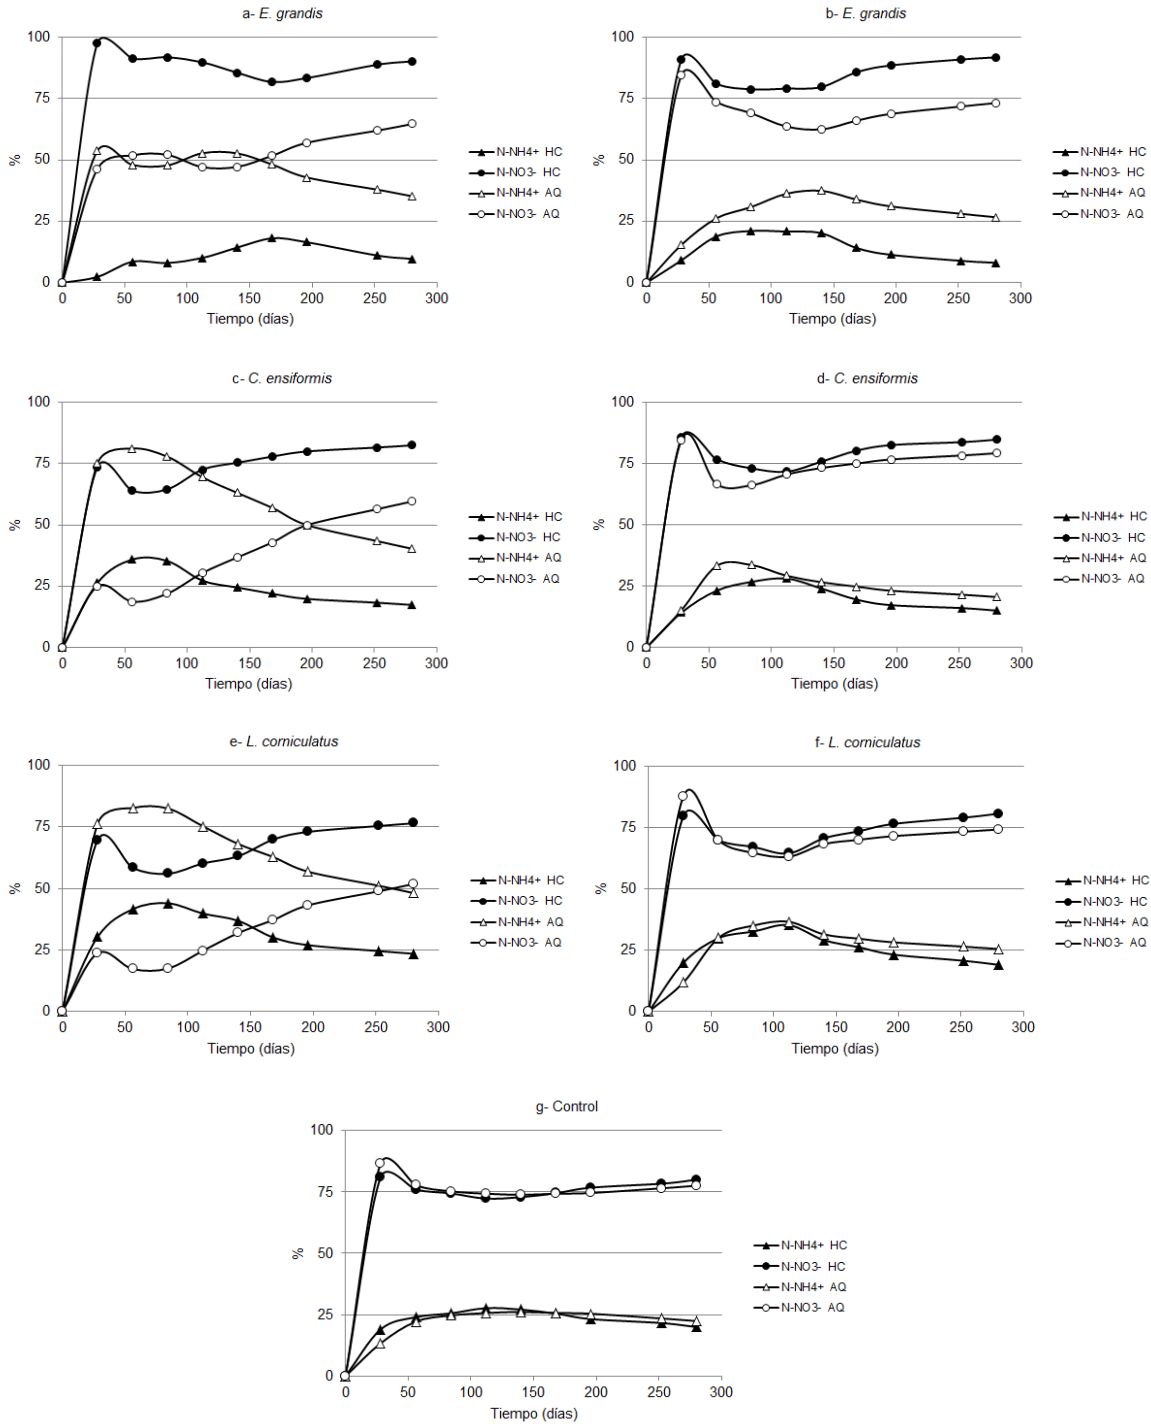 a- E. grandis
100
75
50
25
0
%
0 50 100 150 200 250 300
Tiempo (días)
N-NH4+ HC
N-NO3- HC
N-NH4+ AQ
N-NO3- AQ
b- E. grandis
100
75
50
25
0
%
0 50 100 150 200 250 300
Tiempo (días)
N-NH4+ HC
N-NO3- HC
N-NH4+ AQ
N-NO3- AQ
c- C. ensiformis
100
75
50
25
0
%
0 50 100 150 200 250 300
Tiempo (días)
N-NH4+ HC
N-NO3- HC
N-NH4+ AQ
N-NO3- AQ
d- C. ensiformis
100
75
50
25
0
%
0 50 100 150 200 250 300
Tiempo (días)
N-NH4+ HC
N-NO3- HC
N-NH4+ AQ
N-NO3- AQ
e- L. corniculatus
100
75
50
25
0
%
0 50 100 150 200 250 300
Tiempo (días)
N-NH4+ HC
N-NO3- HC
N-NH4+ AQ
N-NO3- AQ
f- L. corniculatus
100
75
50
25
0
%
0 50 100 150 200 250 300
Tiempo (días)
N-NH4+ HC
N-NO3- HC
N-NH4+ AQ
N-NO3- AQ
g- Control
100
75
50
25
0
%
0 50 100 150 200 250 300
Tiempo (días)
N-NH4+ HC
N-NO3- HC
N-NH4+ AQ
N-NO3- AQ